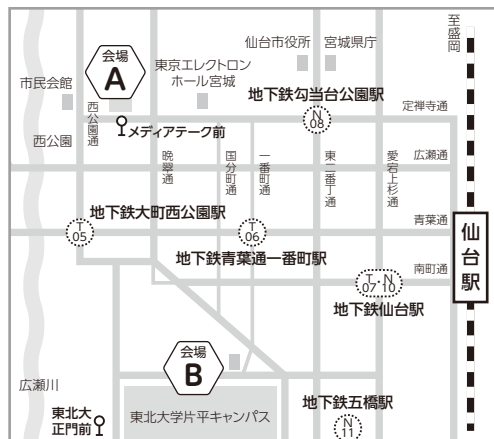 至盛岡
仙台市役所
宮城県庁
会場
A
東京エレクトロン
ホール宮城
市民会館
地下鉄勾当台公園駅
N
08
定禅寺通
西公園通
メディアテーク前
西公園
晩翠通
国分町通
一番町通
東二番丁通
愛宕上杉通
広瀬通
地下鉄大町西公園駅
T
05
T
06
青葉通
仙台駅
地下鉄青葉通一番町駅
南町通
T・N
07 10
地下鉄仙台駅
会場
B
広瀬川
東北大
正門前
東北大学片平キャンパス
地下鉄五橋駅
N
11